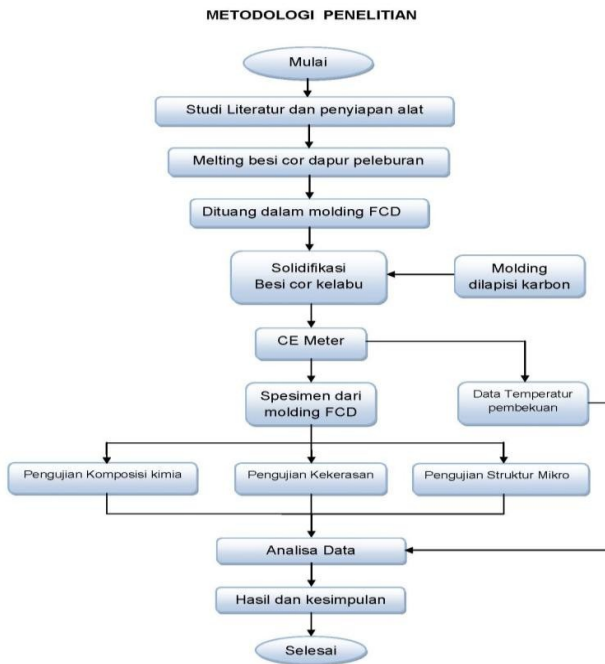 METODOLOGI PENELITIAN
Mulai
Studi Literatur dan penyiapan alat
Melting besi cor dapur peleburan
Dituang dalam molding FCD
Solidifikasi
Besi cor kelabu
Molding
dilapisi karbon
CE Meter
Spesimen dari
molding FCD
Data Temperatur
pembekuan
Pengujian Komposisi kimia
Pengujian Kekerasan
Pengujian Struktur Mikro
Analisa Data
Hasil dan kesimpulan
Selesai